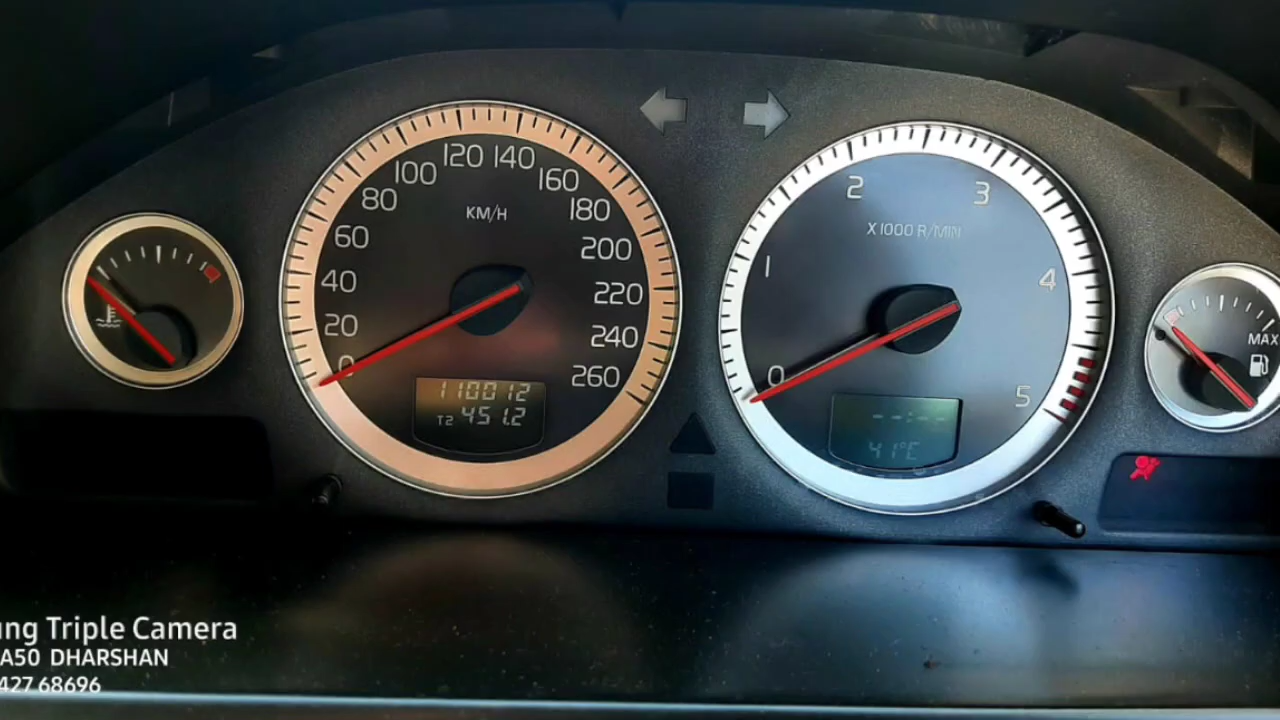 120 140
100 160
80 180
KM/H
60 200
40 220
20 240
0 260
110012
T2 451.2
2 3
X1000 R/MIN
1 4
0 5
--:--
41°C
MAX
ung Triple Camera
A50 DHARSHAN
427 68696